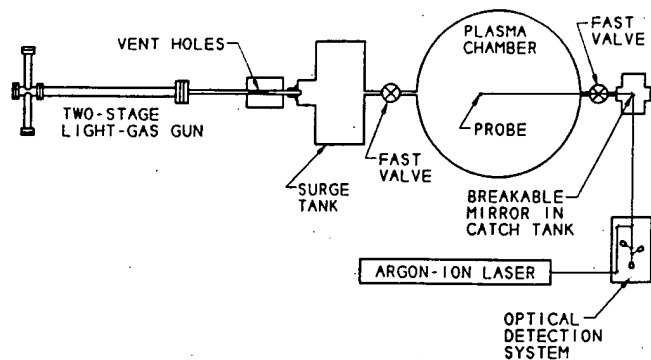 VENT HOLES
TWO-STAGE
LIGHT-GAS GUN
SURGE
TANK
FAST
VALVE
PLASMA
CHAMBER
PROBE
FAST
VALVE
BREAKABLE
MIRROR IN
CATCH TANK
ARGON-ION LASER
OPTICAL
DETECTION
SYSTEM